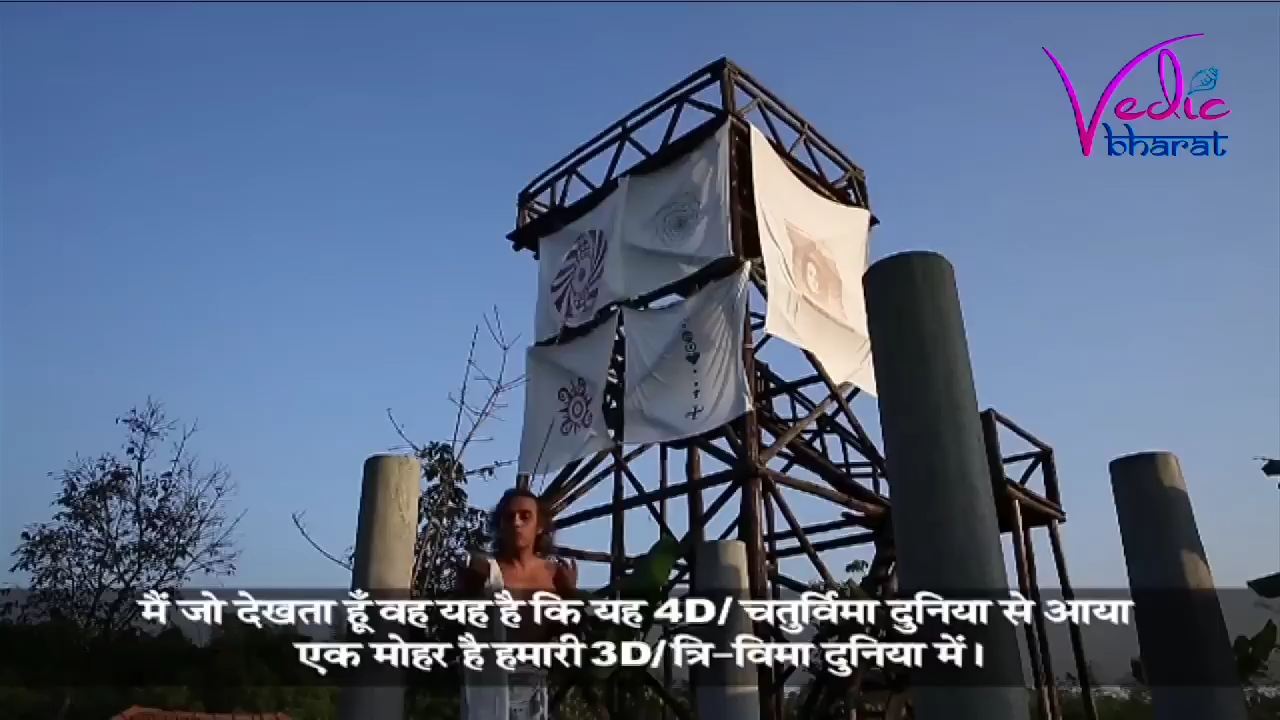 Vedic
bharat
मैं जो देखता हूँ वह यह है कि यह 4D/ चतुर्विमा दुनिया से आया
एक मोहर है हमारी 3D/त्रि-विमा दुनिया में।